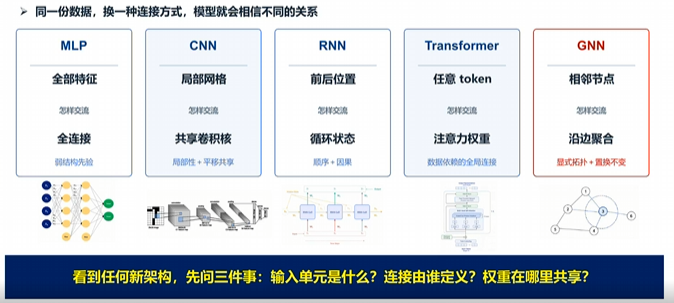 ➤ 同一份数据，换一种连接方式，模型就会相信不同的关系
MLP
全部特征
怎样交流
全连接
弱结构先验
CNN
局部网格
怎样交流
共享卷积核
局部性 + 平移共享
RNN
前后位置
怎样交流
循环状态
顺序 + 因果
Transformer
任意 token
怎样交流
注意力权重
数据依赖的全局连接
GNN
相邻节点
怎样交流
沿边聚合
显式拓扑 + 置换不变
看到任何新架构，先问三件事：输入单元是什么？连接由谁定义？权重在哪里共享？